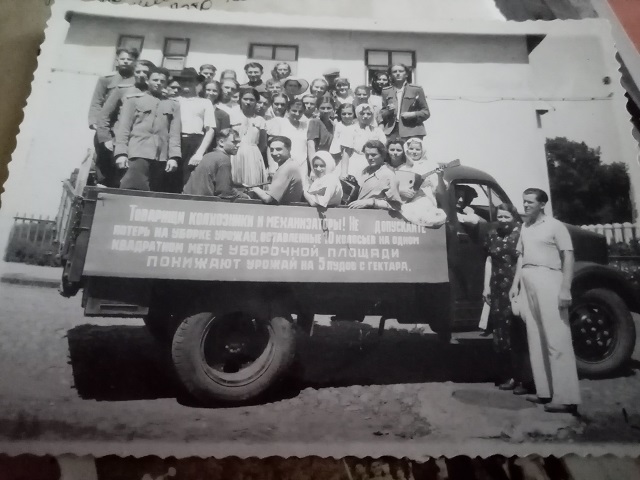 Товарищи колхозники и механизаторы! Не допускайте
потерь на уборке урожая, оставленные 10 колосьев на одном
квадратном метре уборочной площади
понижают урожай на 5 пудов с гектара.